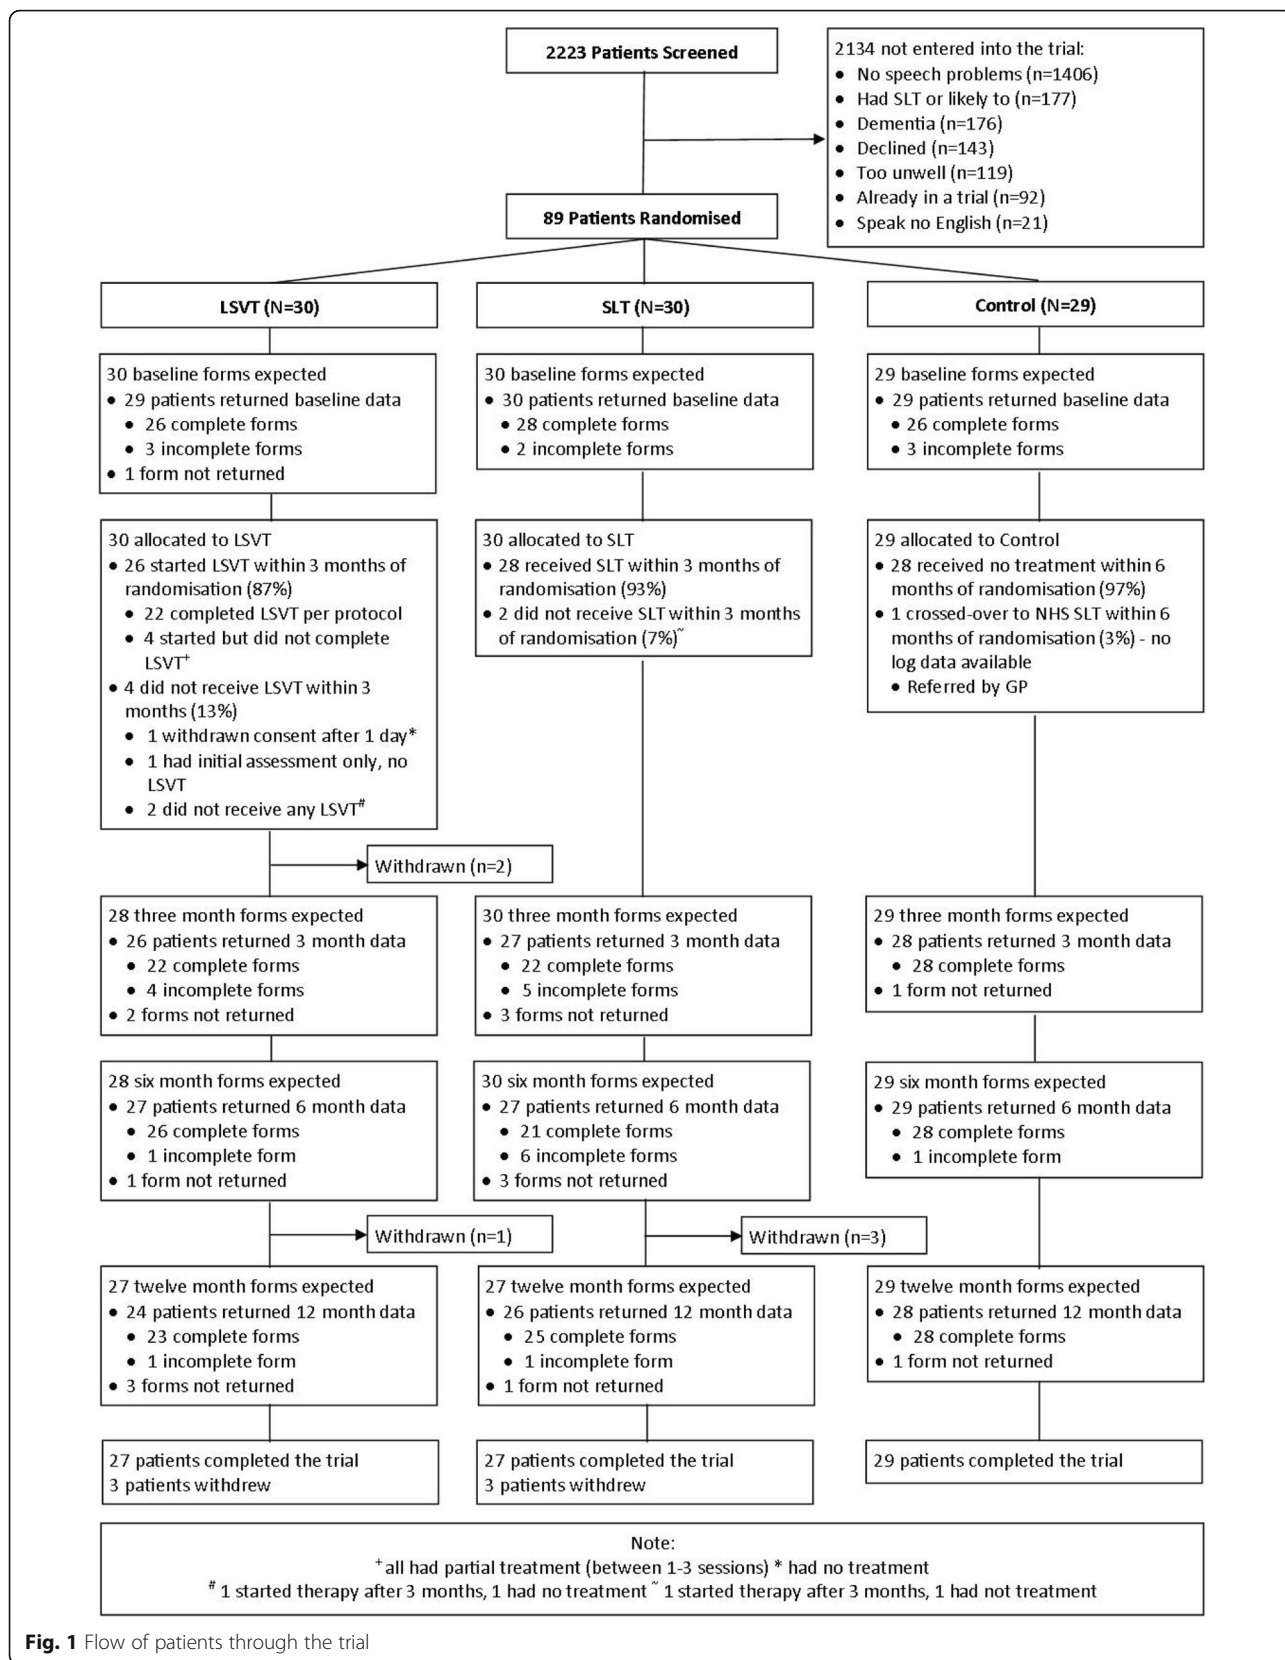 2223 Patients Screened
2134 not entered into the trial:
● No speech problems (n=1406)
● Had SLT or likely to (n=177)
● Dementia (n=176)
● Declined (n=143)
● Too unwell (n=119)
● Already in a trial (n=92)
● Speak no English (n=21)
89 Patients Randomised
LSVT (N=30)
30 baseline forms expected
● 29 patients returned baseline data
● 26 complete forms
● 3 incomplete forms
● 1 form not returned
30 allocated to LSVT
● 26 started LSVT within 3 months of
randomisation (87%)
● 22 completed LSVT per protocol
● 4 started but did not complete
LSVT⁺
● 4 did not receive LSVT within 3
months (13%)
● 1 withdrawn consent after 1 day*
● 1 had initial assessment only, no
LSVT
● 2 did not receive any LSVT#
Withdrawn (n=2)
28 three month forms expected
● 26 patients returned 3 month data
● 22 complete forms
● 4 incomplete forms
● 2 forms not returned
28 six month forms expected
● 27 patients returned 6 month data
● 26 complete forms
● 1 incomplete form
● 1 form not returned
Withdrawn (n=1)
27 twelve month forms expected
● 24 patients returned 12 month data
● 23 complete forms
● 1 incomplete form
● 3 forms not returned
27 patients completed the trial
3 patients withdrew
SLT (N=30)
30 baseline forms expected
● 30 patients returned baseline data
● 28 complete forms
● 2 incomplete forms
30 allocated to SLT
● 28 received SLT within 3 months of
randomisation (93%)
● 2 did not receive SLT within 3 months
of randomisation (7%)~
30 three month forms expected
● 27 patients returned 3 month data
● 22 complete forms
● 5 incomplete forms
● 3 forms not returned
30 six month forms expected
● 27 patients returned 6 month data
● 21 complete forms
● 6 incomplete forms
● 3 forms not returned
Withdrawn (n=3)
27 twelve month forms expected
● 26 patients returned 12 month data
● 25 complete forms
● 1 incomplete form
● 1 form not returned
27 patients completed the trial
3 patients withdrew
Control (N=29)
29 baseline forms expected
● 29 patients returned baseline data
● 26 complete forms
● 3 incomplete forms
29 allocated to Control
● 28 received no treatment within 6
months of randomisation (97%)
● 1 crossed-over to NHS SLT within 6
months of randomisation (3%) - no
log data available
● Referred by GP
29 three month forms expected
● 28 patients returned 3 month data
● 28 complete forms
● 1 form not returned
29 six month forms expected
● 29 patients returned 6 month data
● 28 complete forms
● 1 incomplete form
29 twelve month forms expected
● 28 patients returned 12 month data
● 28 complete forms
● 1 form not returned
29 patients completed the trial
Note:
⁺ all had partial treatment (between 1-3 sessions) * had no treatment
# 1 started therapy after 3 months, 1 had no treatment ~ 1 started therapy after 3 months, 1 had not treatment
Fig. 1 Flow of patients through the trial